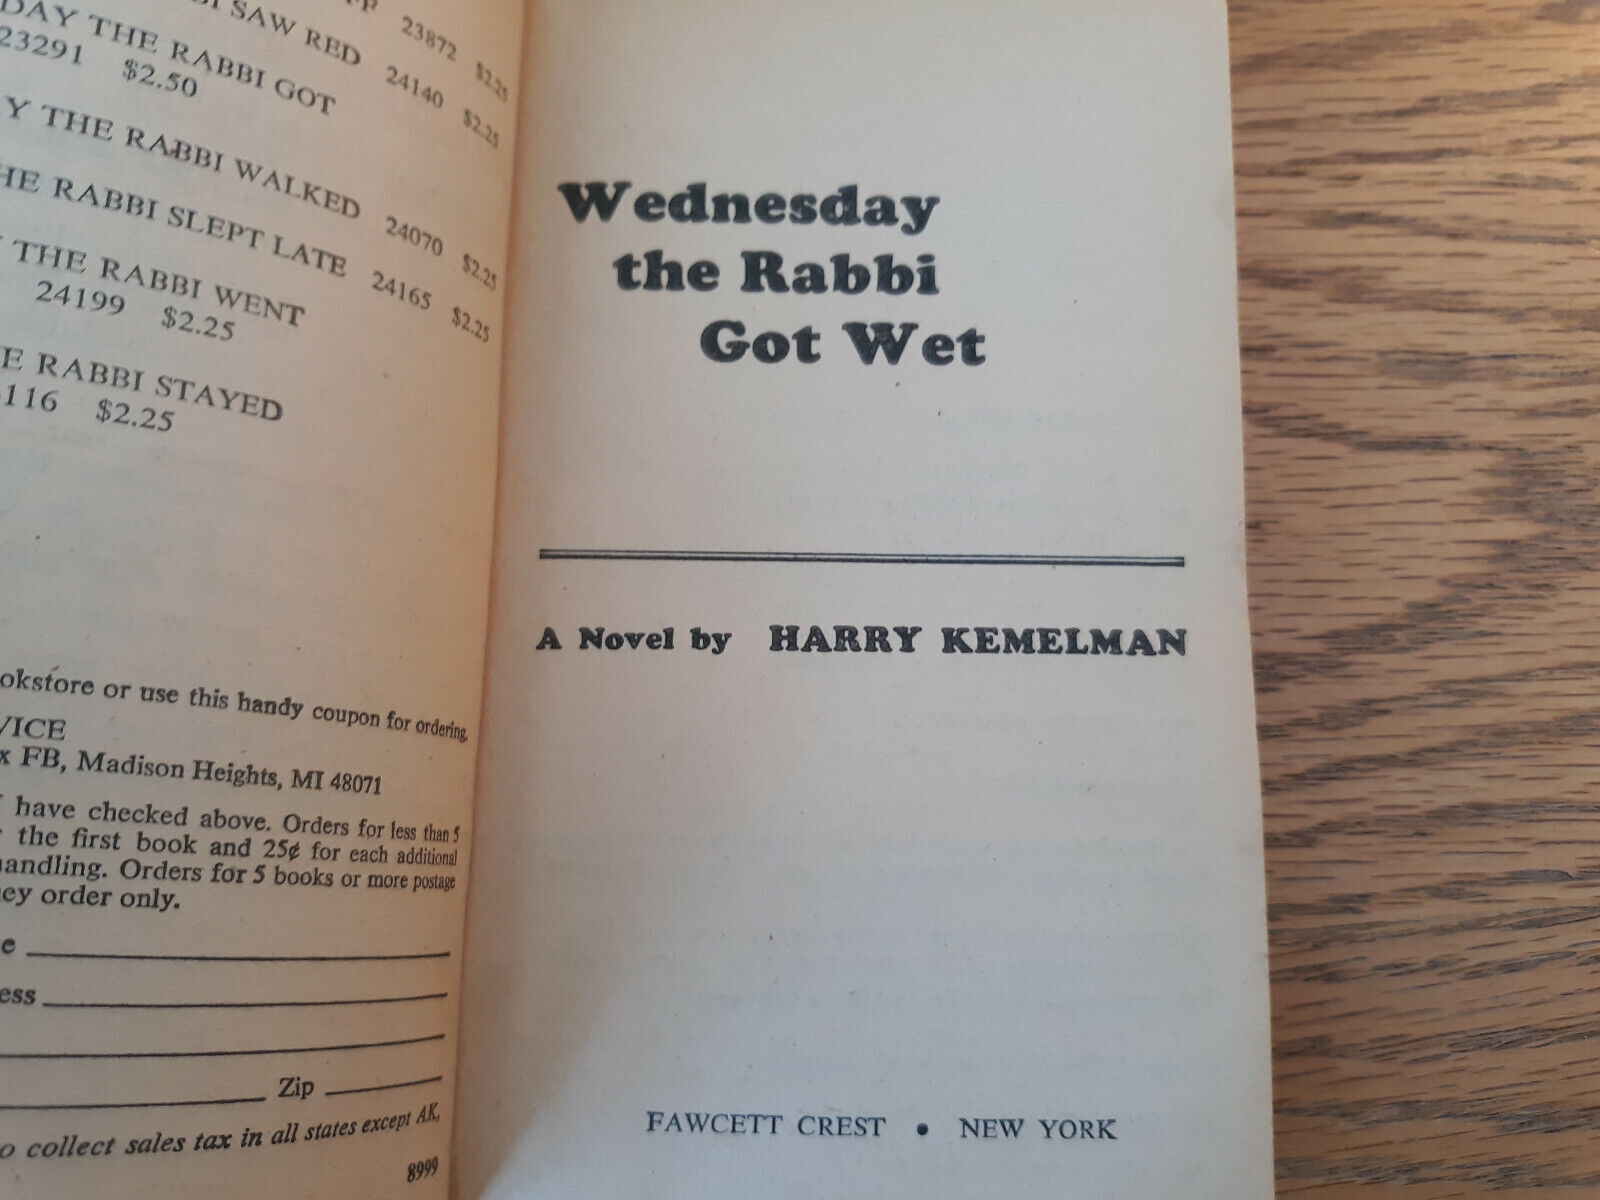 23872 $2.25
SAW RED 24140 $2.25
DAY THE RABBI GOT
23291 $2.50
Y THE RABBI WALKED 24070 $2.25
HE RABBI SLEPT LATE 24165 $2.25
THE RABBI WENT
24199 $2.25
E RABBI STAYED
116 $2.25
okstore or use this handy coupon for ordering.
VICE
x FB, Madison Heights, MI 48071
I have checked above. Orders for less than 5
the first book and 25¢ for each additional
handling. Orders for 5 books or more postage
ey order only.
e
ess
Zip
o collect sales tax in all states except AK,
8999
Wednesday
the Rabbi
Got Wet
A Novel by HARRY KEMELMAN
FAWCETT CREST • NEW YORK